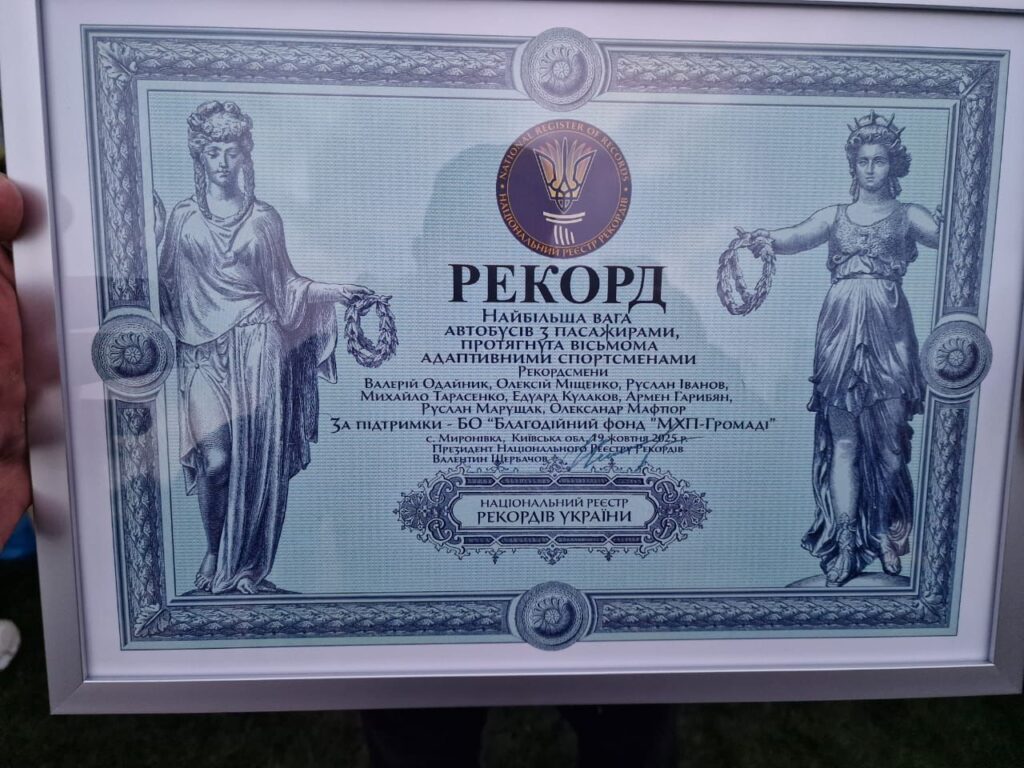 NATIONAL REGISTER OF RECORDS
НАЦІОНАЛЬНИЙ РЕЄСТР РЕКОРДІВ
РЕКОРД
Найбільша вага
автобусів з пасажирами,
протягнута вісьмома
адаптивними спортсменами
Рекордсмени
Валерій Одайник, Олексій Міщенко, Руслан Іванов,
Михайло Тарасенко, Едуард Кулаков, Армен Гарибян,
Руслан Марущак, Олександр Мафпор
За підтримки - БО "Благодійний фонд "МХП-Громаді"
с. Миронівка, Київська обл. 19 жовтня 2025 р.
Президент Національного Реєстру Рекордів
Валентин Щербачов
НАЦІОНАЛЬНИЙ РЕЄСТР
РЕКОРДІВ УКРАЇНИ